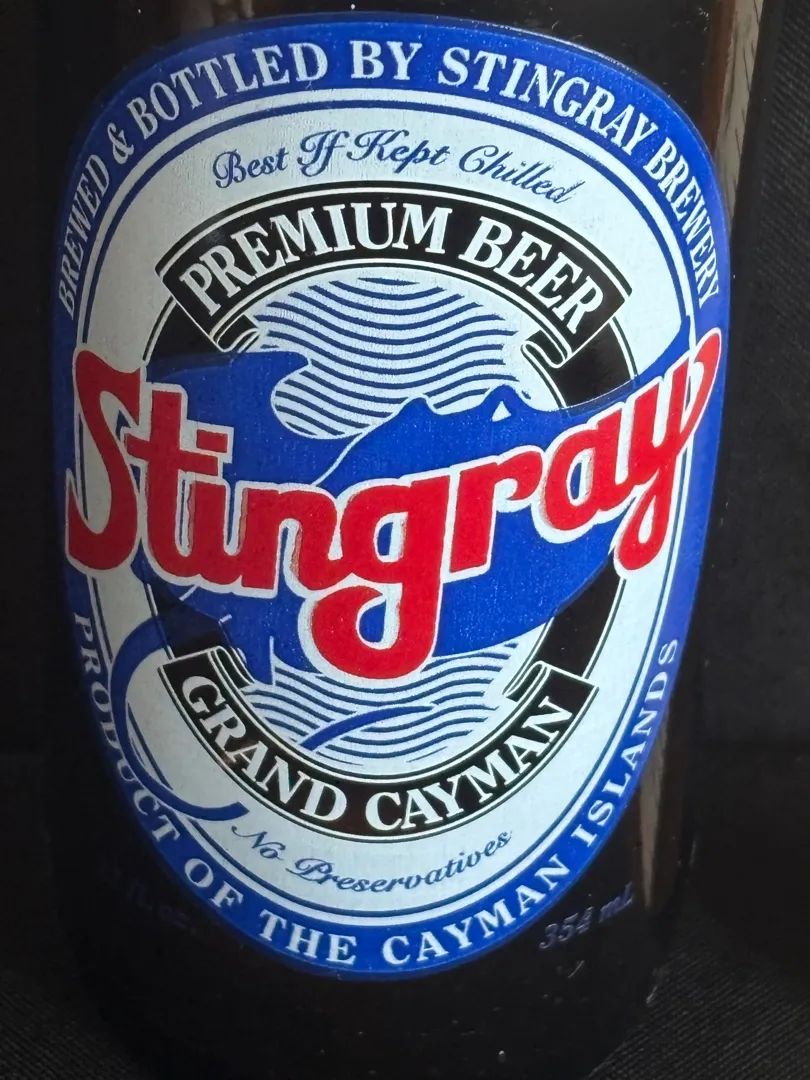 BREWED & BOTTLED BY STINGRAY BREWERY
Best If Kept Chilled
PREMIUM BEER
Stingray
GRAND CAYMAN
No Preservatives
PRODUCT OF THE CAYMAN ISLANDS
354 mL